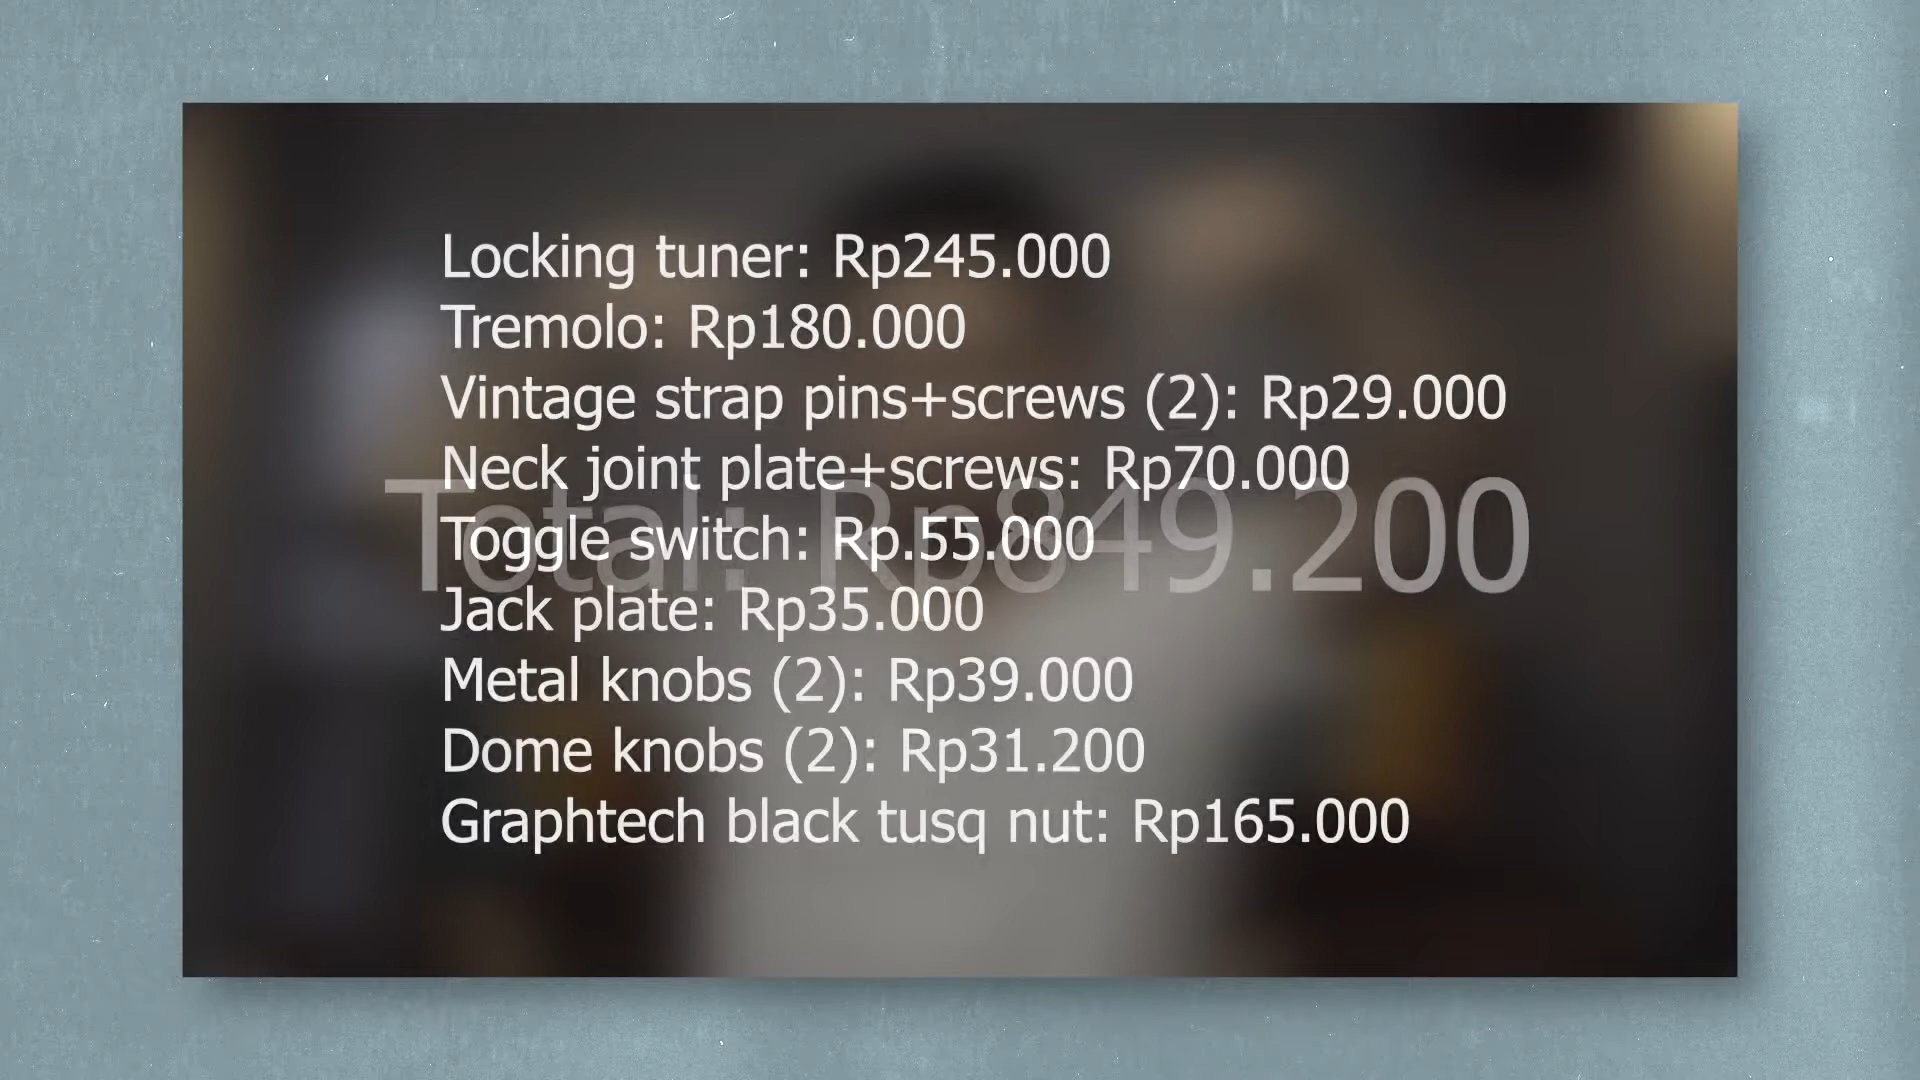 Locking tuner: Rp245.000
Tremolo: Rp180.000
Vintage strap pins+screws (2): Rp29.000
Neck joint plate+screws: Rp70.000
Total: Rp849.200
Toggle switch: Rp.55.000
Jack plate: Rp35.000
Metal knobs (2): Rp39.000
Dome knobs (2): Rp31.200
Graphtech black tusq nut: Rp165.000